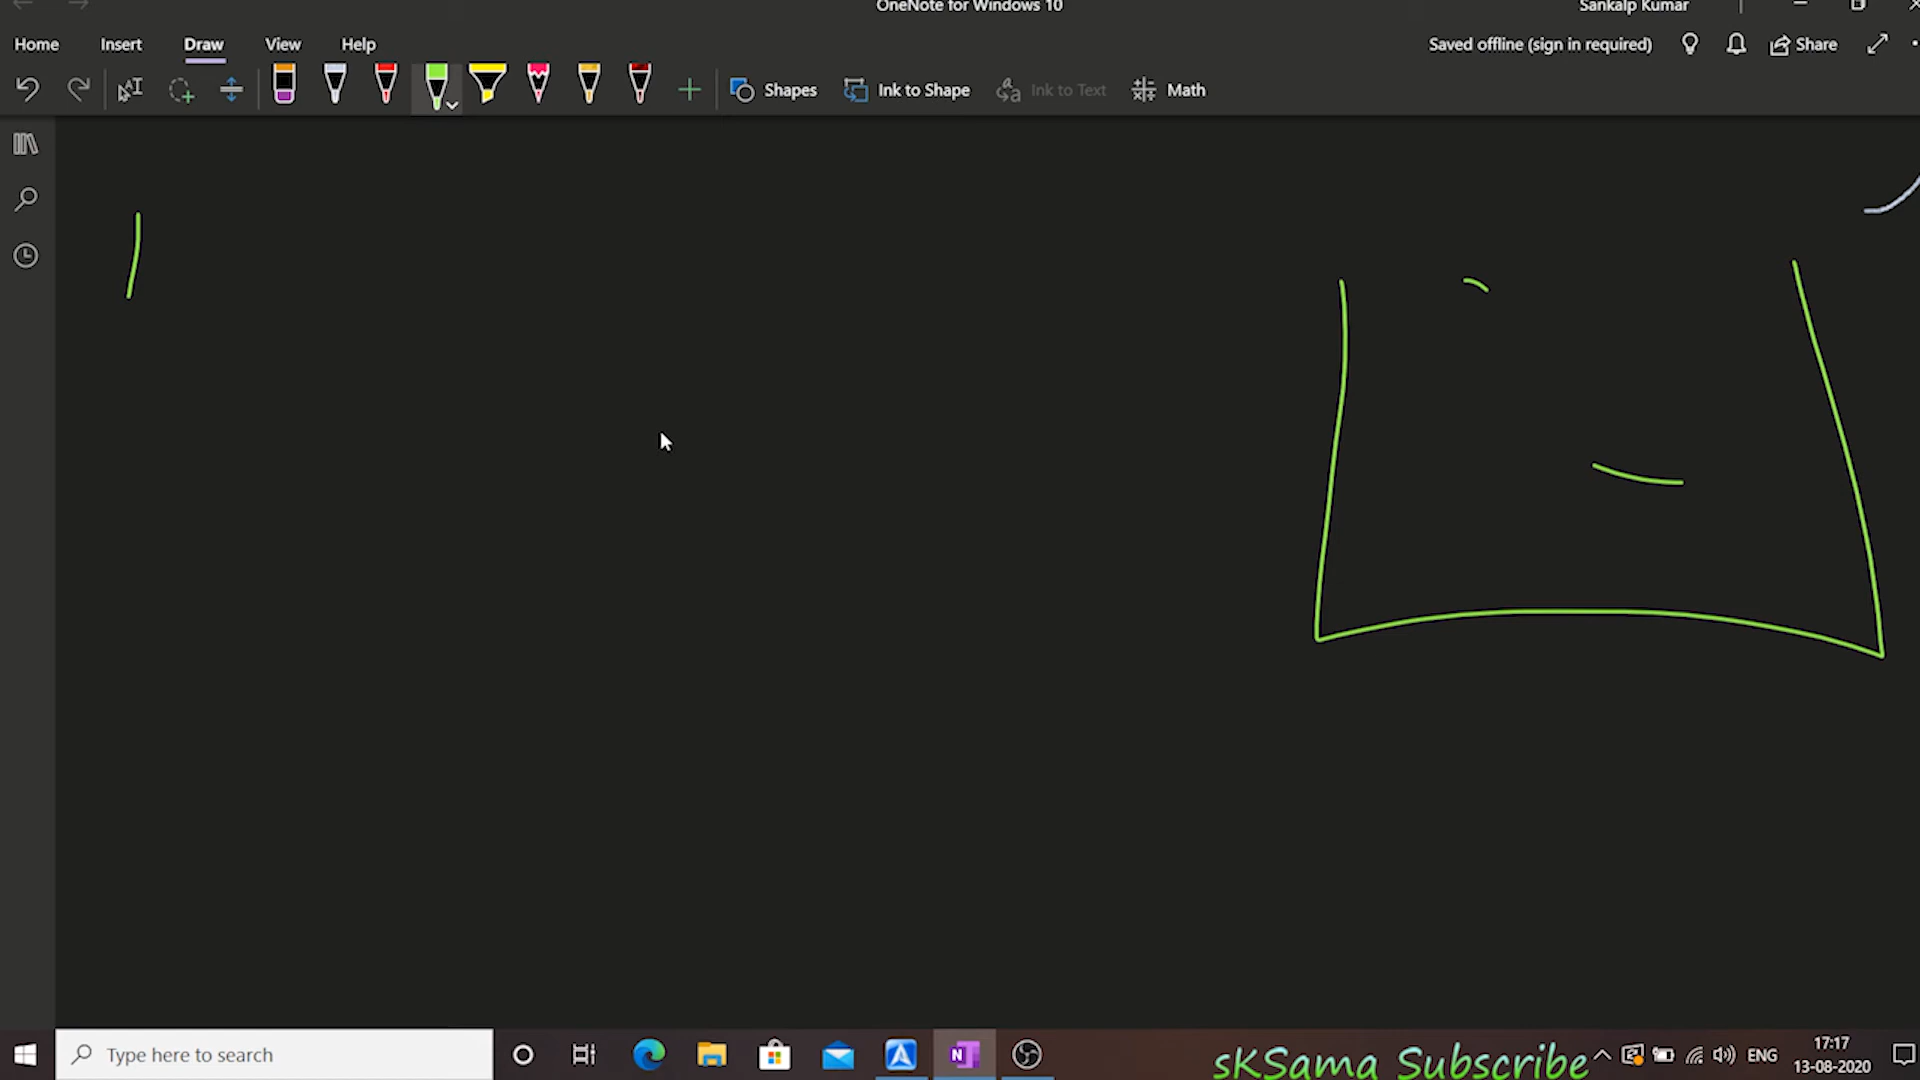 OneNote for Windows 10
Sankalp Kumar
Home Insert Draw View Help
Saved offline (sign in required)
Share
Shapes
Ink to Shape
Ink to Text
Math
Type here to search
sKSama Subscribe
ENG
17:17
13-08-2020